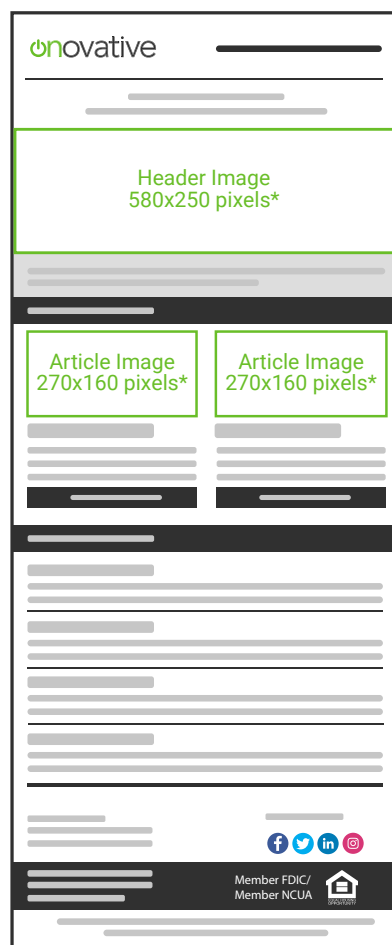 onovative
Header Image
580x250 pixels*
Article Image
270x160 pixels*
Article Image
270x160 pixels*
Member FDIC/
Member NCUA